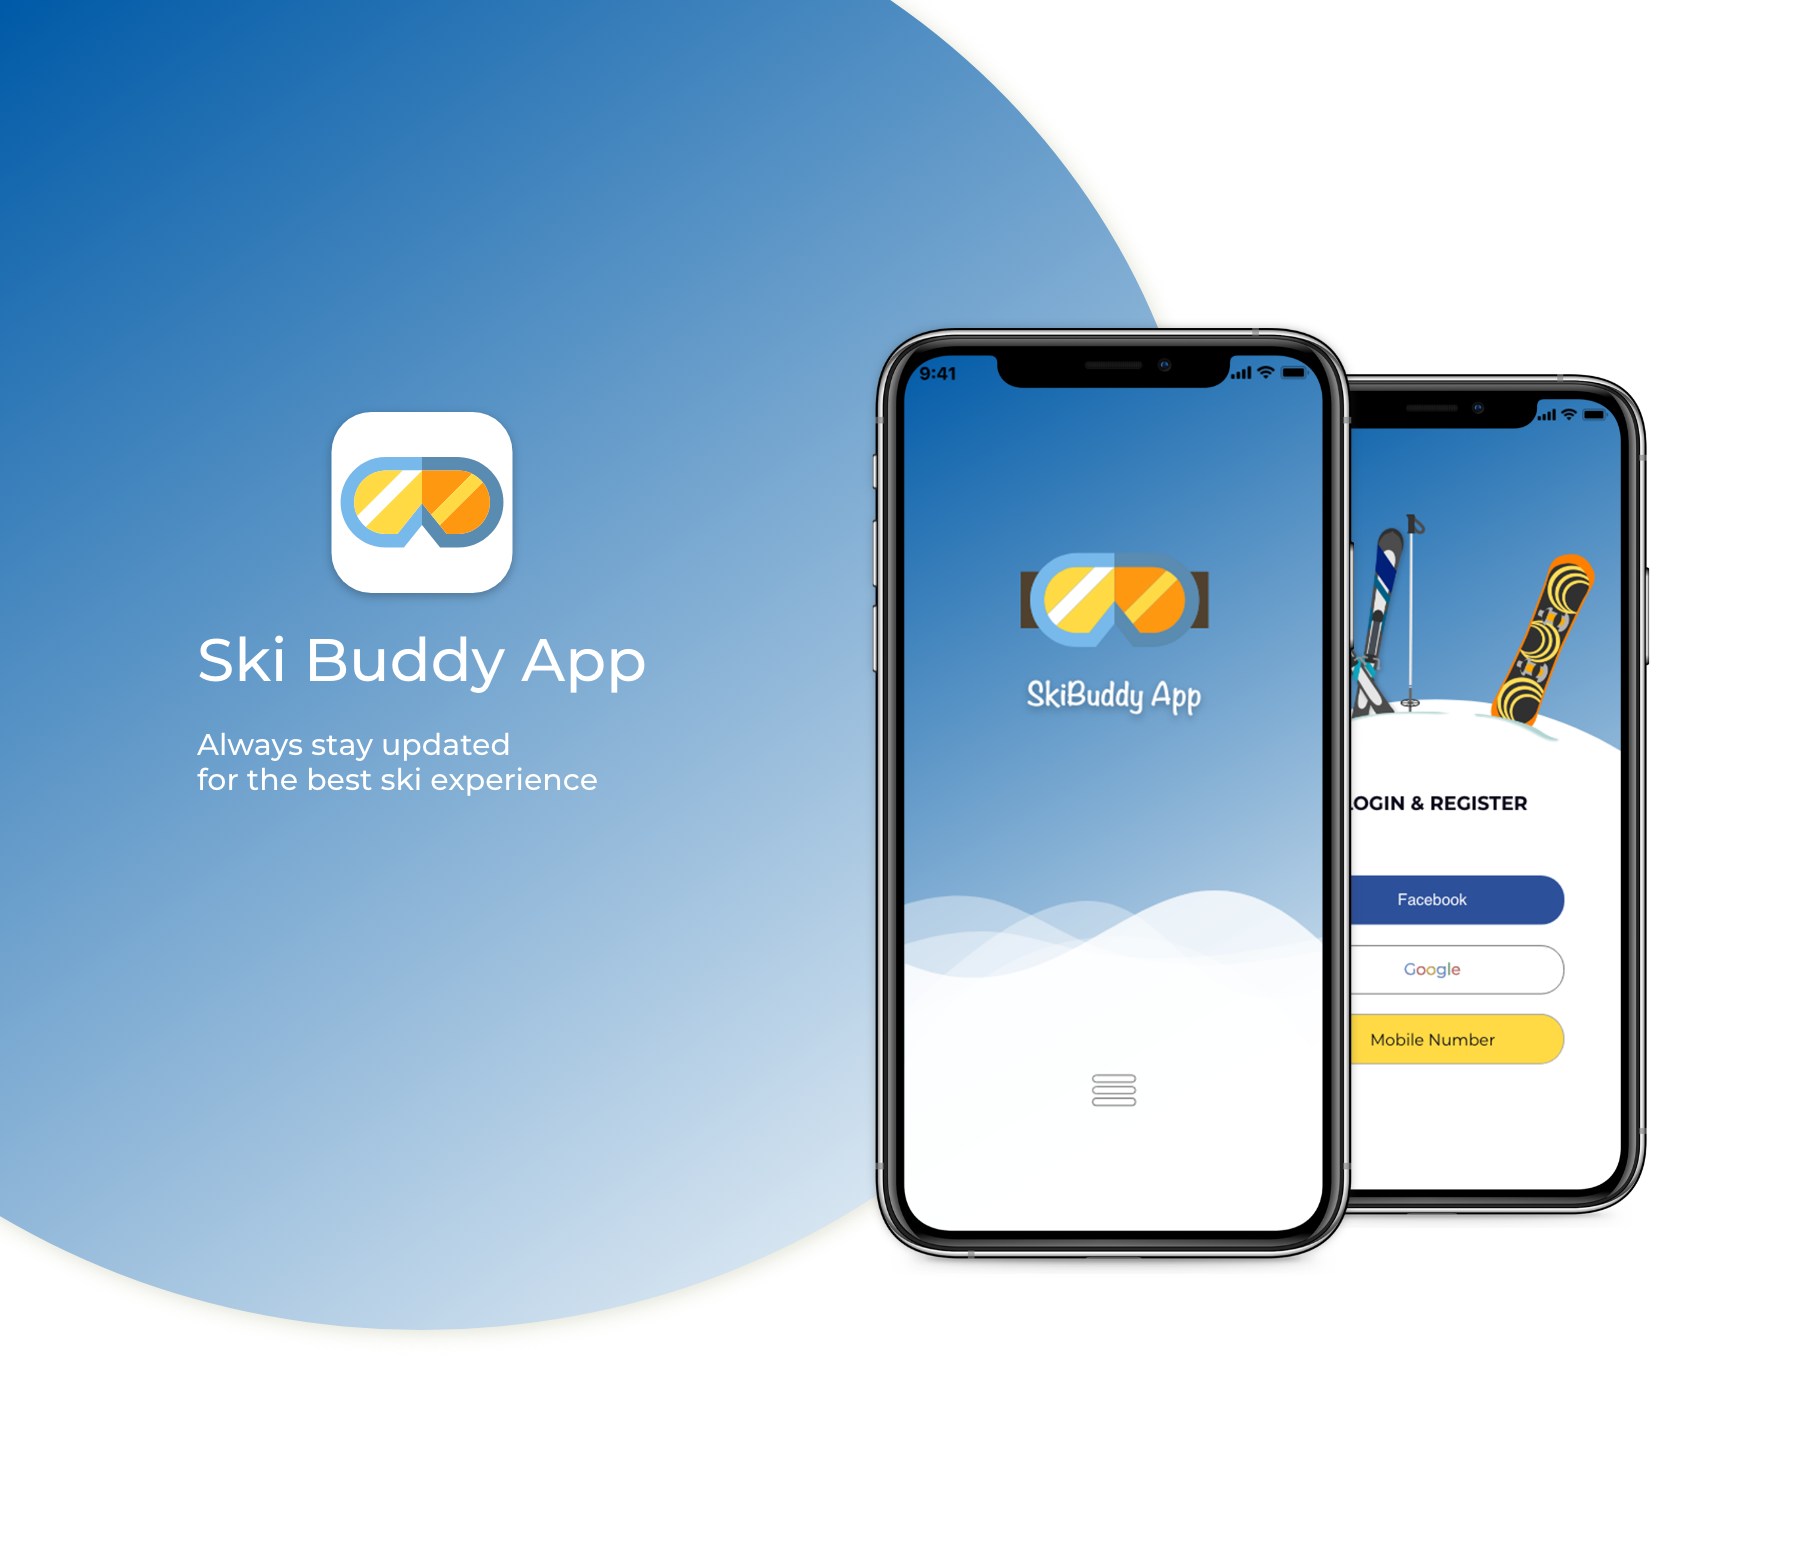 Ski Buddy App
Always stay updated
for the best ski experience
9:41
SkiBuddy App
LOGIN & REGISTER
Facebook
Google
Mobile Number